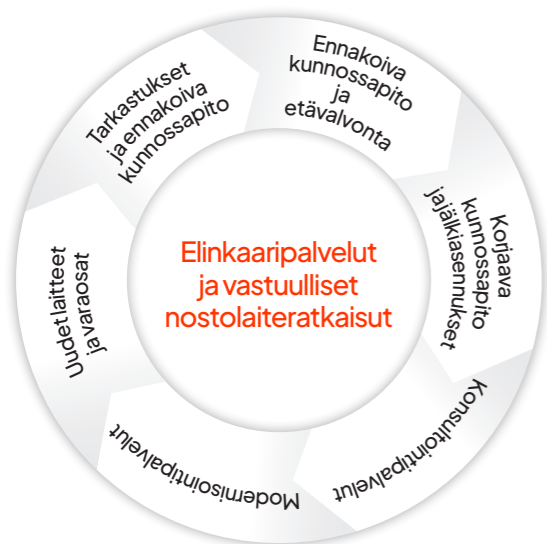 Ennakoiva
kunnossapito
ja
etävalvonta
Korjaava
kunnossapito
ja jälkiasennukset
Konsultointipalvelut
Modernisointipalvelut
Uudet laitteet
ja varaosat
Tarkastukset
ja ennakoiva
kunnossapito
Elinkaaripalvelut
ja vastuulliset
nostolaiteratkaisut